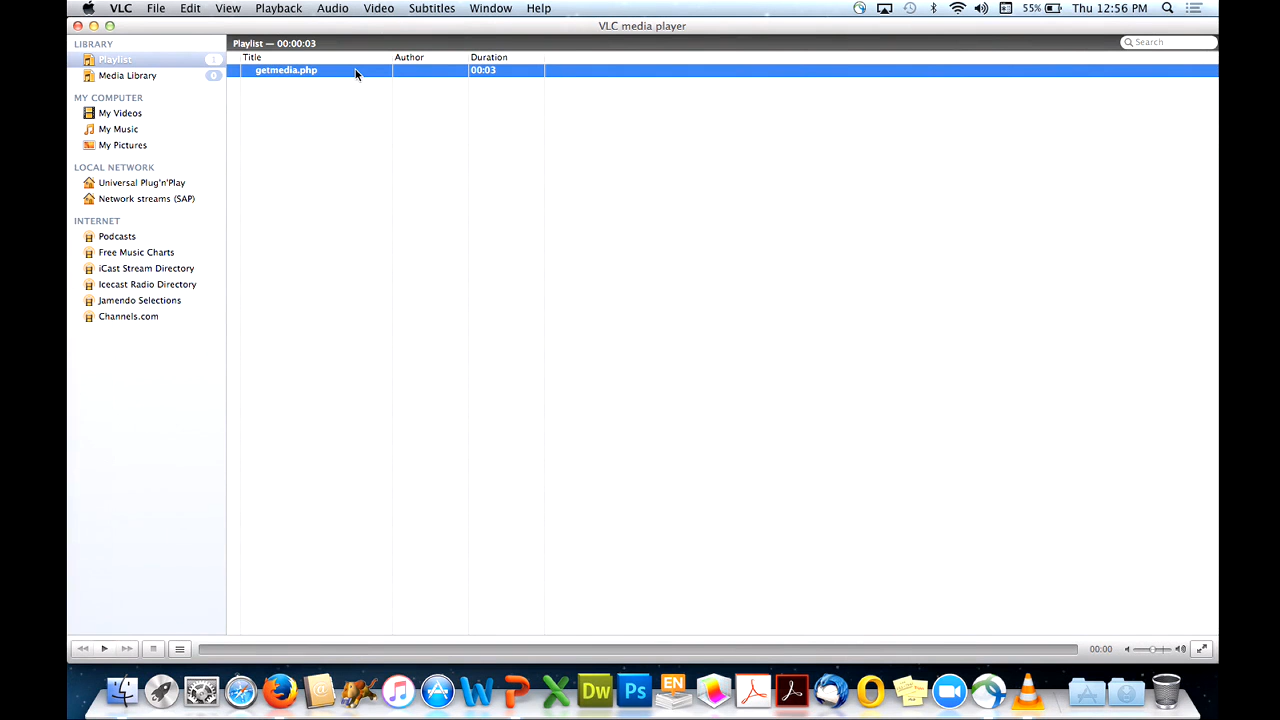 VLC File Edit View Playback Audio Video Subtitles Window Help 55% Thu 12:56 PM
VLC media player
LIBRARY
Playlist 1
Media Library 0
MY COMPUTER
My Videos
My Music
My Pictures
LOCAL NETWORK
Universal Plug'n'Play
Network streams (SAP)
INTERNET
Podcasts
Free Music Charts
iCast Stream Directory
Icecast Radio Directory
Jamendo Selections
Channels.com
Playlist — 00:00:03
Search
Title Author Duration
getmedia.php 00:03
00:00
W P X Dw Ps EN